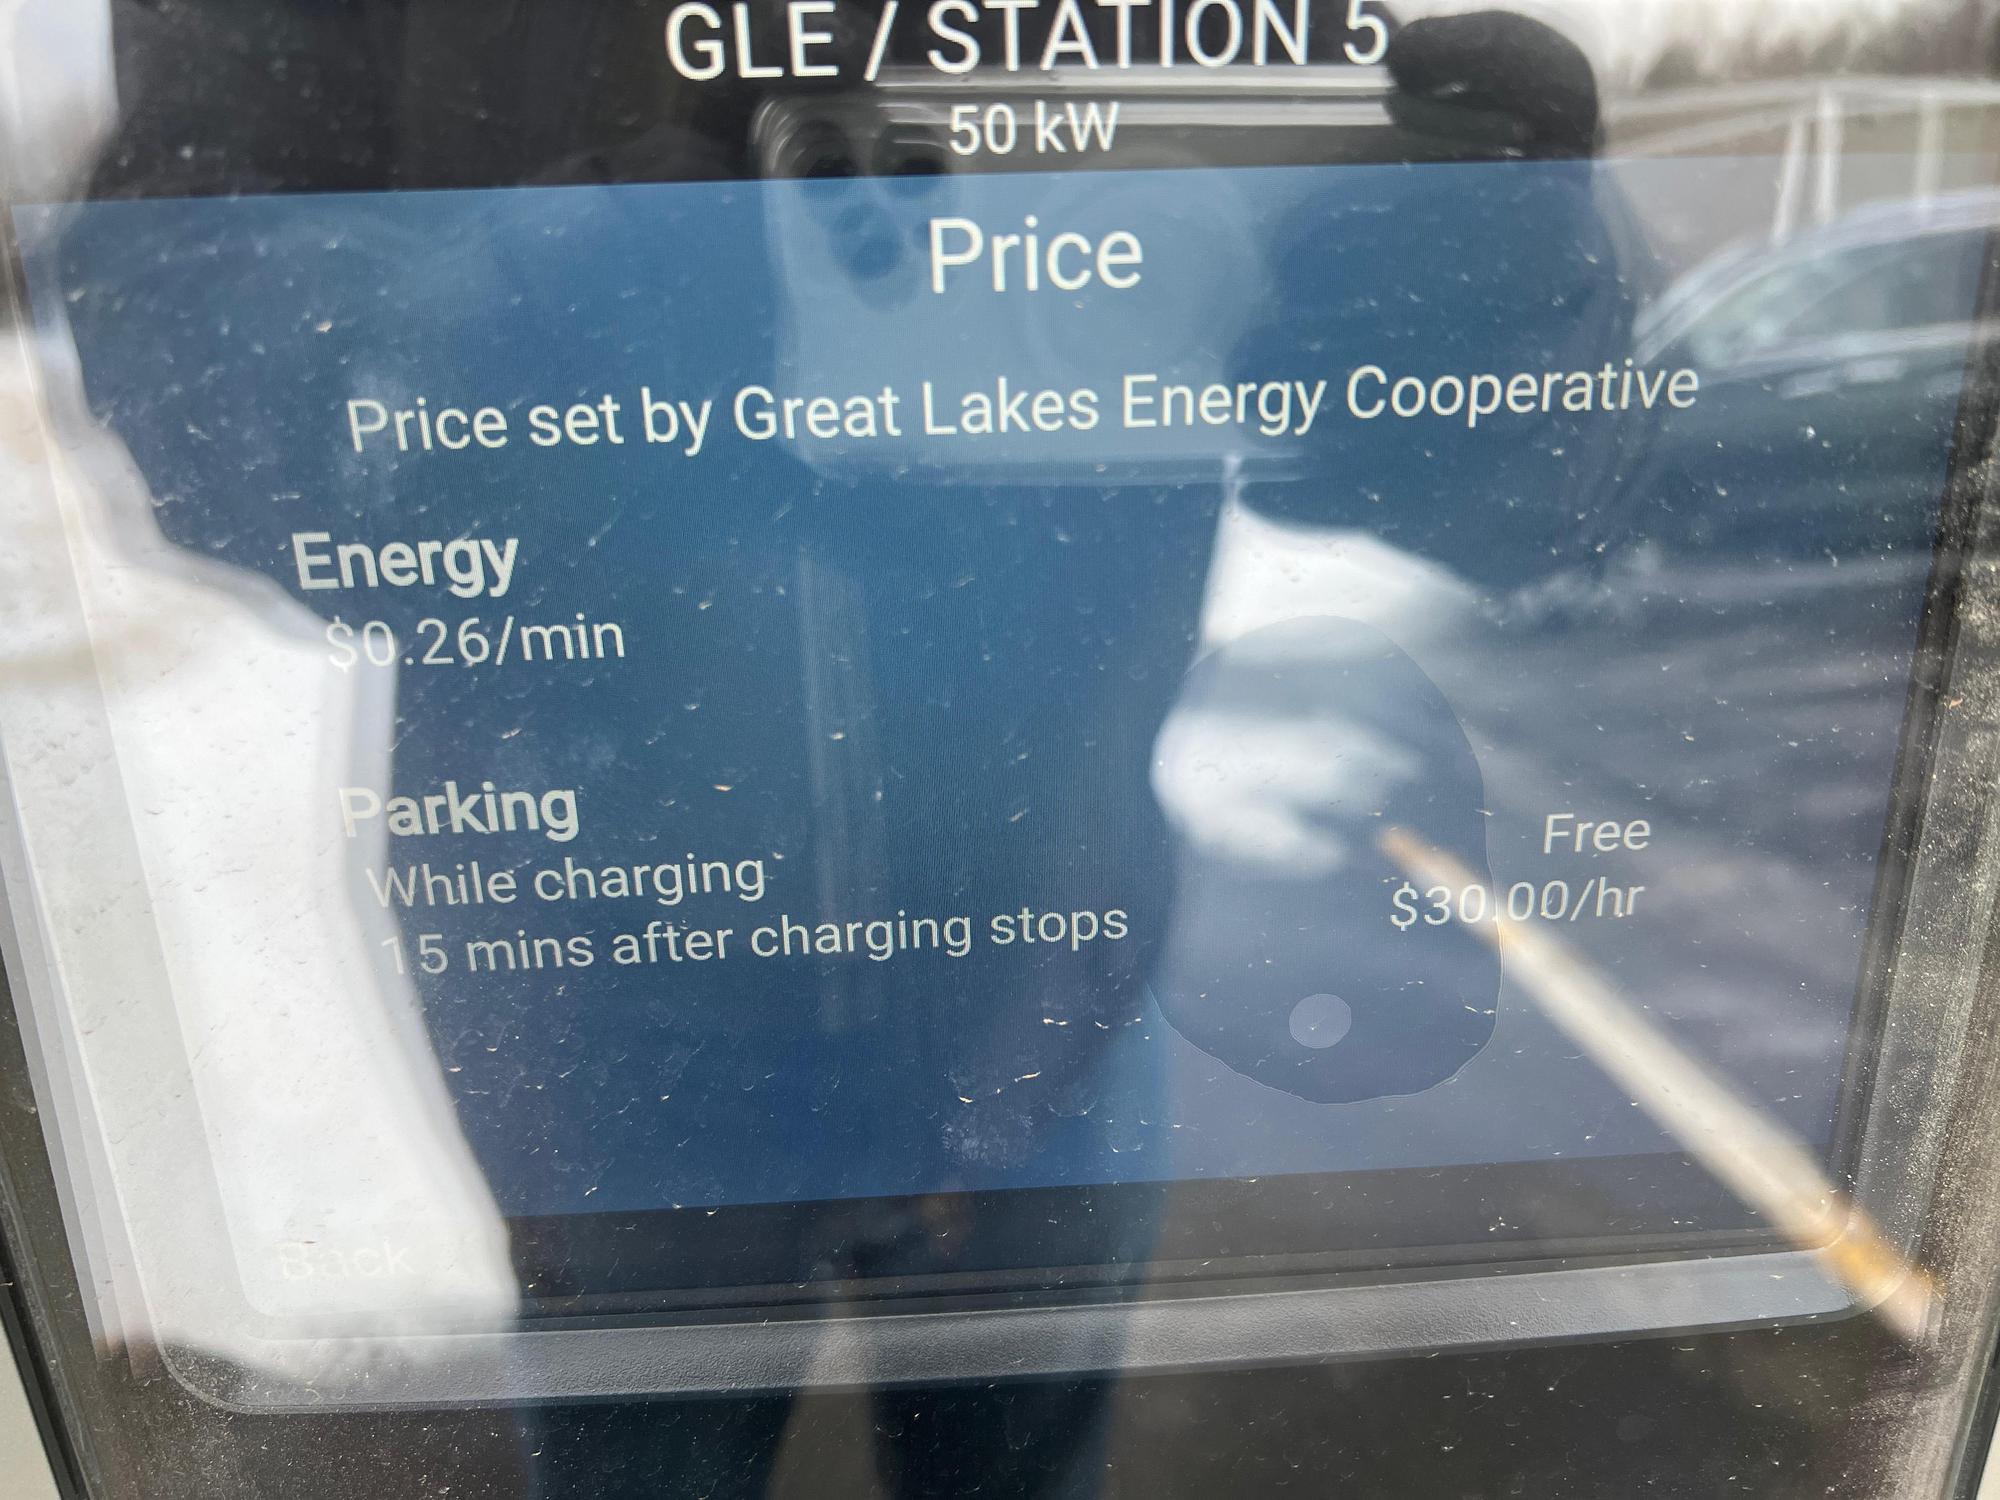 GLE / STATION 5
50 kW
Price
Price set by Great Lakes Energy Cooperative
Energy
$0.26/min
Parking
While charging Free
15 mins after charging stops $30.00/hr
Back